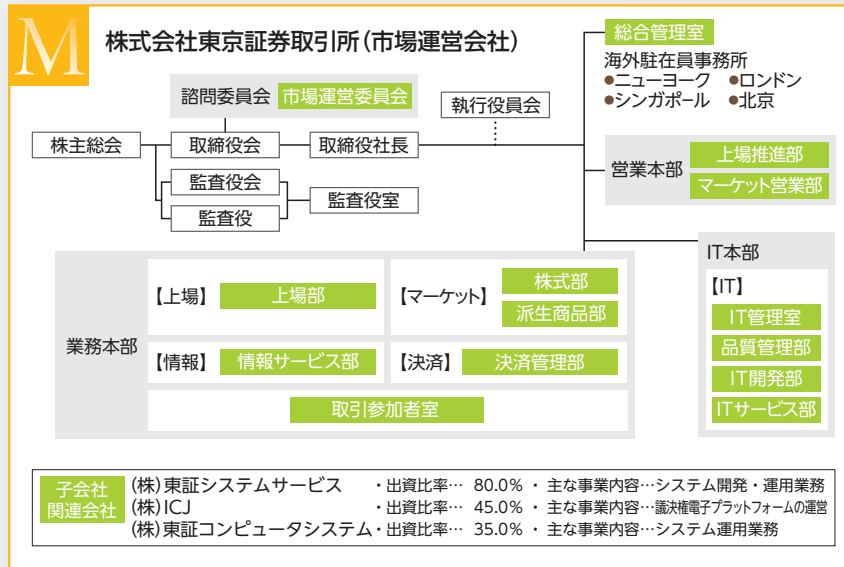 M
株式会社東京証券取引所(市場運営会社)
諮問委員会 市場運営委員会
執行役員会
株主総会 取締役会 取締役社長
監査役会
監査役
監査役室
総合管理室
海外駐在員事務所
●ニューヨーク ●ロンドン
●シンガポール ●北京
営業本部
上場推進部
マーケット営業部
業務本部
【上場】 上場部
【マーケット】 株式部
派生商品部
【情報】 情報サービス部
【決済】 決済管理部
取引参加者室
IT本部
【IT】
IT管理室
品質管理部
IT開発部
ITサービス部
子会社
関連会社
(株)東証システムサービス ・出資比率… 80.0% ・主な事業内容…システム開発・運用業務
(株)ICJ ・出資比率… 45.0% ・主な事業内容…議決権電子プラットフォームの運営
(株)東証コンピュータシステム ・出資比率… 35.0% ・主な事業内容…システム運用業務